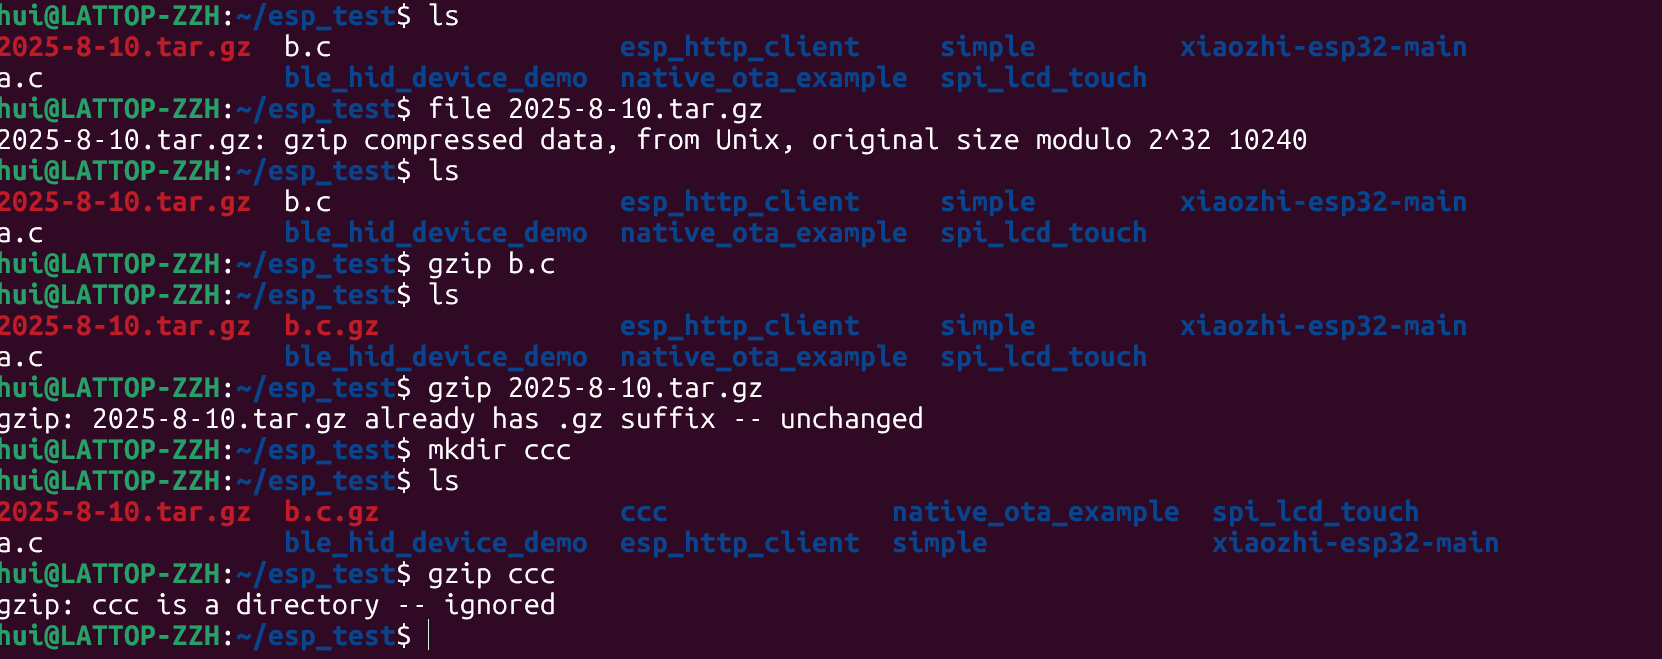 hui@LATTOP-ZZH:~/esp_test$ ls
2025-8-10.tar.gz  b.c                  esp_http_client     simple         xiaozhi-esp32-main
a.c               ble_hid_device_demo  native_ota_example  spi_lcd_touch
hui@LATTOP-ZZH:~/esp_test$ file 2025-8-10.tar.gz
2025-8-10.tar.gz: gzip compressed data, from Unix, original size modulo 2^32 10240
hui@LATTOP-ZZH:~/esp_test$ ls
2025-8-10.tar.gz  b.c                  esp_http_client     simple         xiaozhi-esp32-main
a.c               ble_hid_device_demo  native_ota_example  spi_lcd_touch
hui@LATTOP-ZZH:~/esp_test$ gzip b.c
hui@LATTOP-ZZH:~/esp_test$ ls
2025-8-10.tar.gz  b.c.gz               esp_http_client     simple         xiaozhi-esp32-main
a.c               ble_hid_device_demo  native_ota_example  spi_lcd_touch
hui@LATTOP-ZZH:~/esp_test$ gzip 2025-8-10.tar.gz
gzip: 2025-8-10.tar.gz already has .gz suffix -- unchanged
hui@LATTOP-ZZH:~/esp_test$ mkdir ccc
hui@LATTOP-ZZH:~/esp_test$ ls
2025-8-10.tar.gz  b.c.gz               ccc              native_ota_example  spi_lcd_touch
a.c               ble_hid_device_demo  esp_http_client  simple              xiaozhi-esp32-main
hui@LATTOP-ZZH:~/esp_test$ gzip ccc
gzip: ccc is a directory -- ignored
hui@LATTOP-ZZH:~/esp_test$